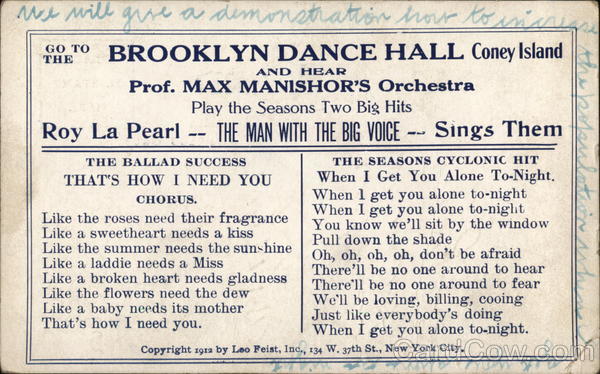 We will give a demonstration how to increase
the population when
GO TO THE BROOKLYN DANCE HALL Coney Island
AND HEAR
Prof. MAX MANISHOR'S Orchestra
Play the Seasons Two Big Hits
Roy La Pearl -- THE MAN WITH THE BIG VOICE -- Sings Them
THE BALLAD SUCCESS
THAT'S HOW I NEED YOU
CHORUS.
Like the roses need their fragrance
Like a sweetheart needs a kiss
Like the summer needs the sunshine
Like a laddie needs a Miss
Like a broken heart needs gladness
Like the flowers need the dew
Like a baby needs its mother
That's how I need you.
THE SEASONS CYCLONIC HIT
When I Get You Alone To-Night.
When I get you alone to-night
When I get you alone to-night
You know we'll sit by the window
Pull down the shade
Oh, oh, oh, oh, don't be afraid
There'll be no one around to hear
There'll be no one around to fear
We'll be loving, billing, cooing
Just like everybody's doing
When I get you alone to-night.
Copyright 1912 by Leo Feist, Inc., 134 W. 37th St., New York City
CardCow.com